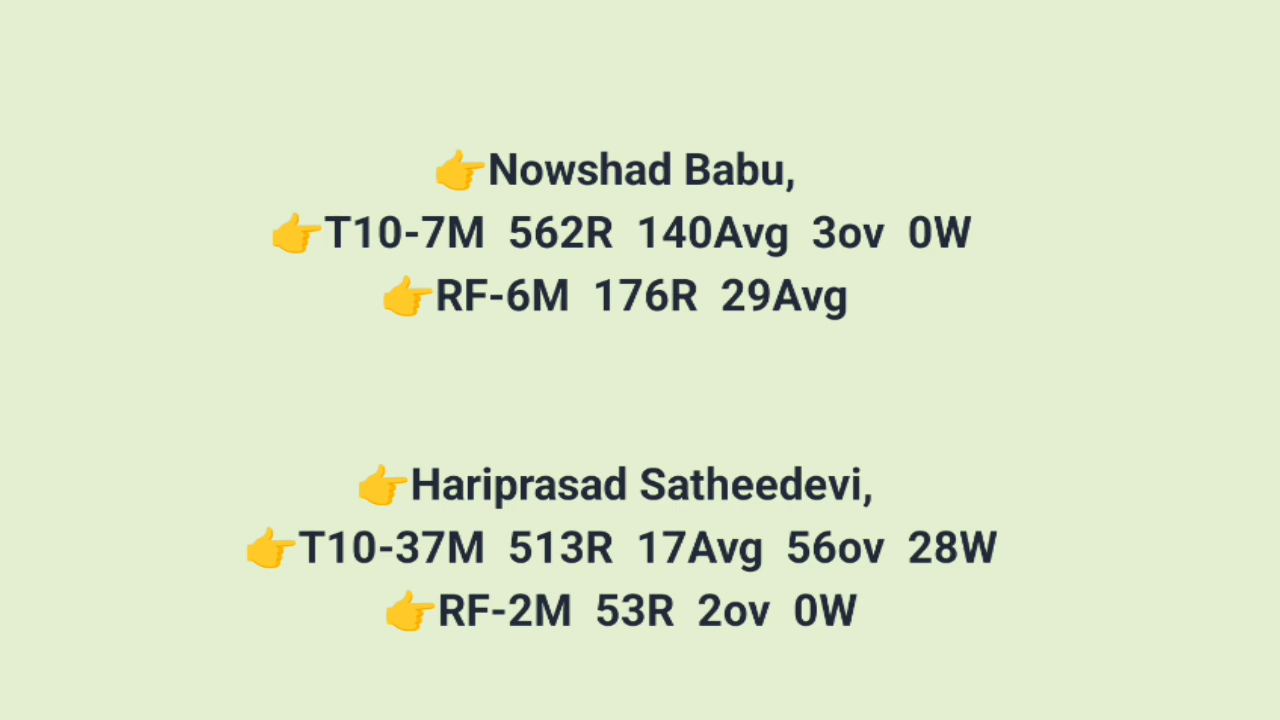 👉Nowshad Babu,
👉T10-7M 562R 140Avg 3ov 0W
👉RF-6M 176R 29Avg
👉Hariprasad Satheedevi,
👉T10-37M 513R 17Avg 56ov 28W
👉RF-2M 53R 2ov 0W